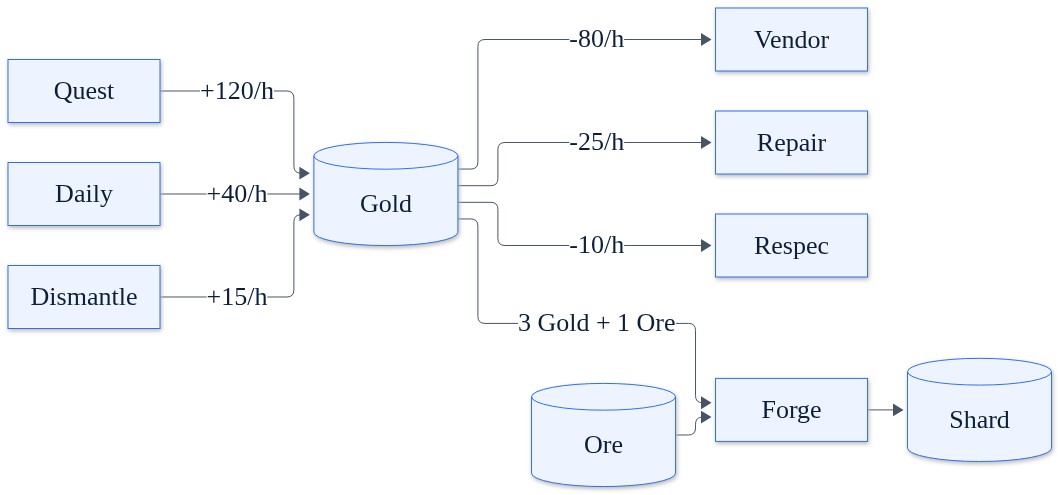 -80/h
Vendor
Quest
+120/h
-25/h
Repair
Daily
+40/h
Gold
-10/h
Respec
Dismantle
+15/h
3 Gold + 1 Ore
Forge
Shard
Ore